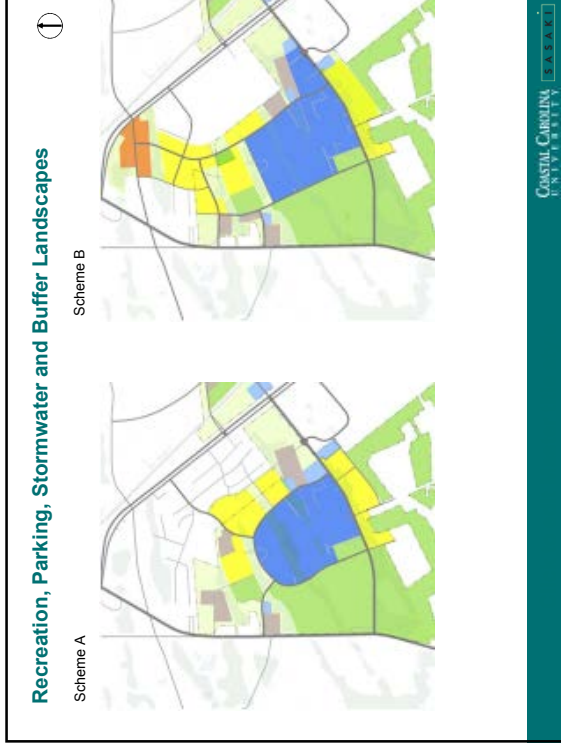 Recreation, Parking, Stormwater and Buffer Landscapes
Scheme A
Scheme B
COASTAL CAROLINA
UNIVERSITY
SASAKI